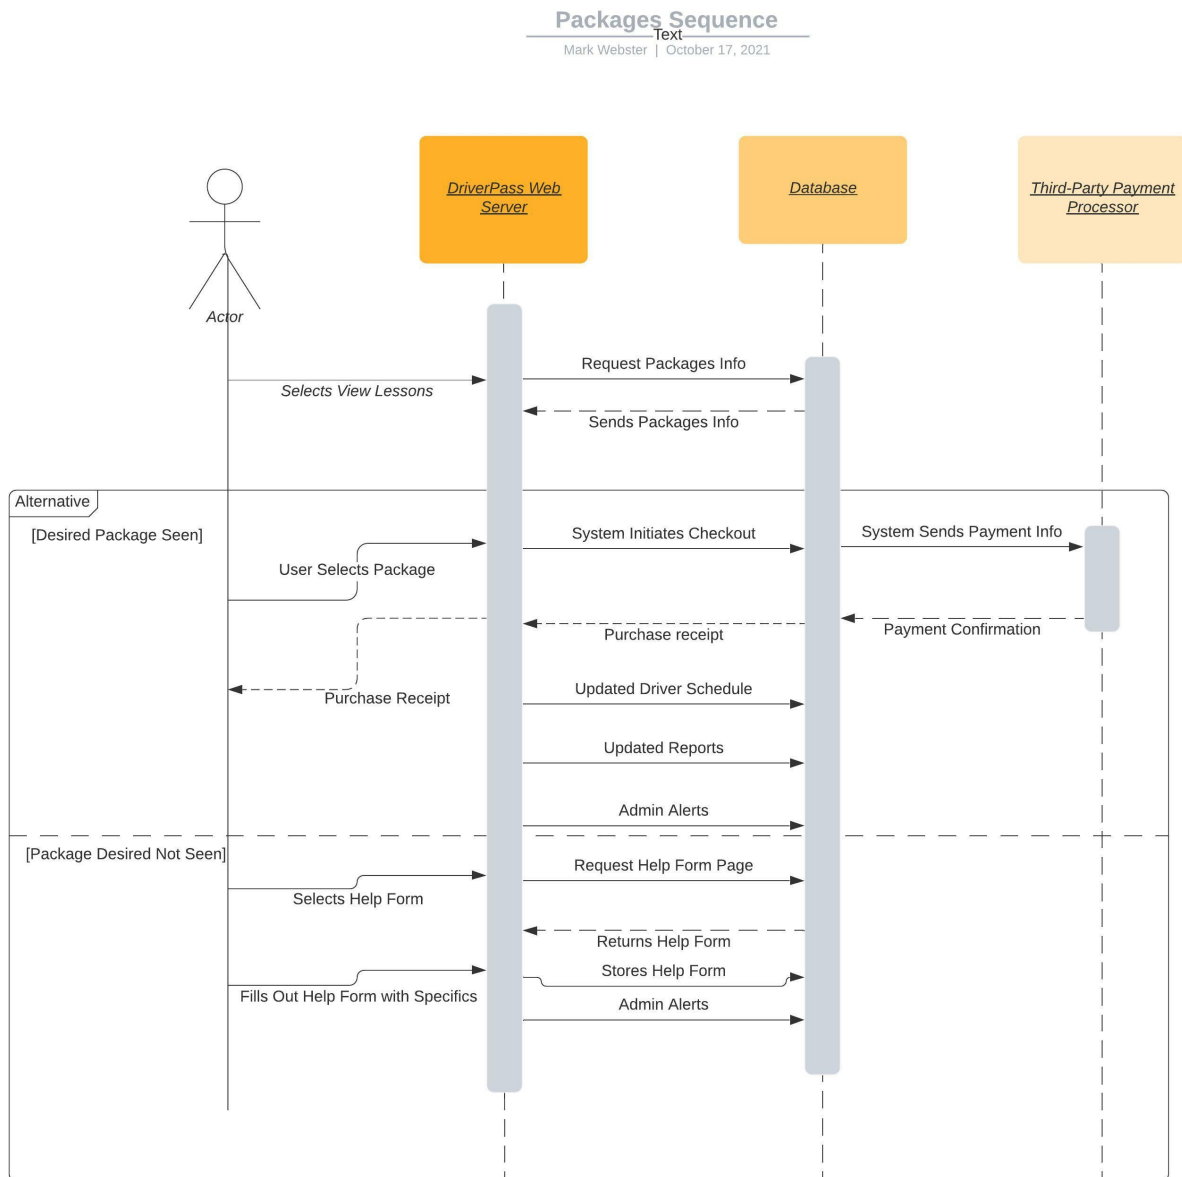 Packages Sequence
Text
Mark Webster | October 17, 2021
DriverPass Web
Server
Database
Third-Party Payment
Processor
Actor
Request Packages Info
Selects View Lessons
Sends Packages Info
Alternative
[Desired Package Seen]
System Initiates Checkout
System Sends Payment Info
User Selects Package
Purchase receipt
Payment Confirmation
Purchase Receipt
Updated Driver Schedule
Updated Reports
Admin Alerts
[Package Desired Not Seen]
Request Help Form Page
Selects Help Form
Returns Help Form
Stores Help Form
Fills Out Help Form with Specifics
Admin Alerts